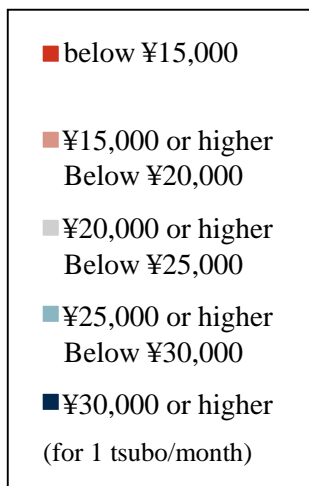 below ¥15,000
¥15,000 or higher
Below ¥20,000
¥20,000 or higher
Below ¥25,000
¥25,000 or higher
Below ¥30,000
¥30,000 or higher
(for 1 tsubo/month)